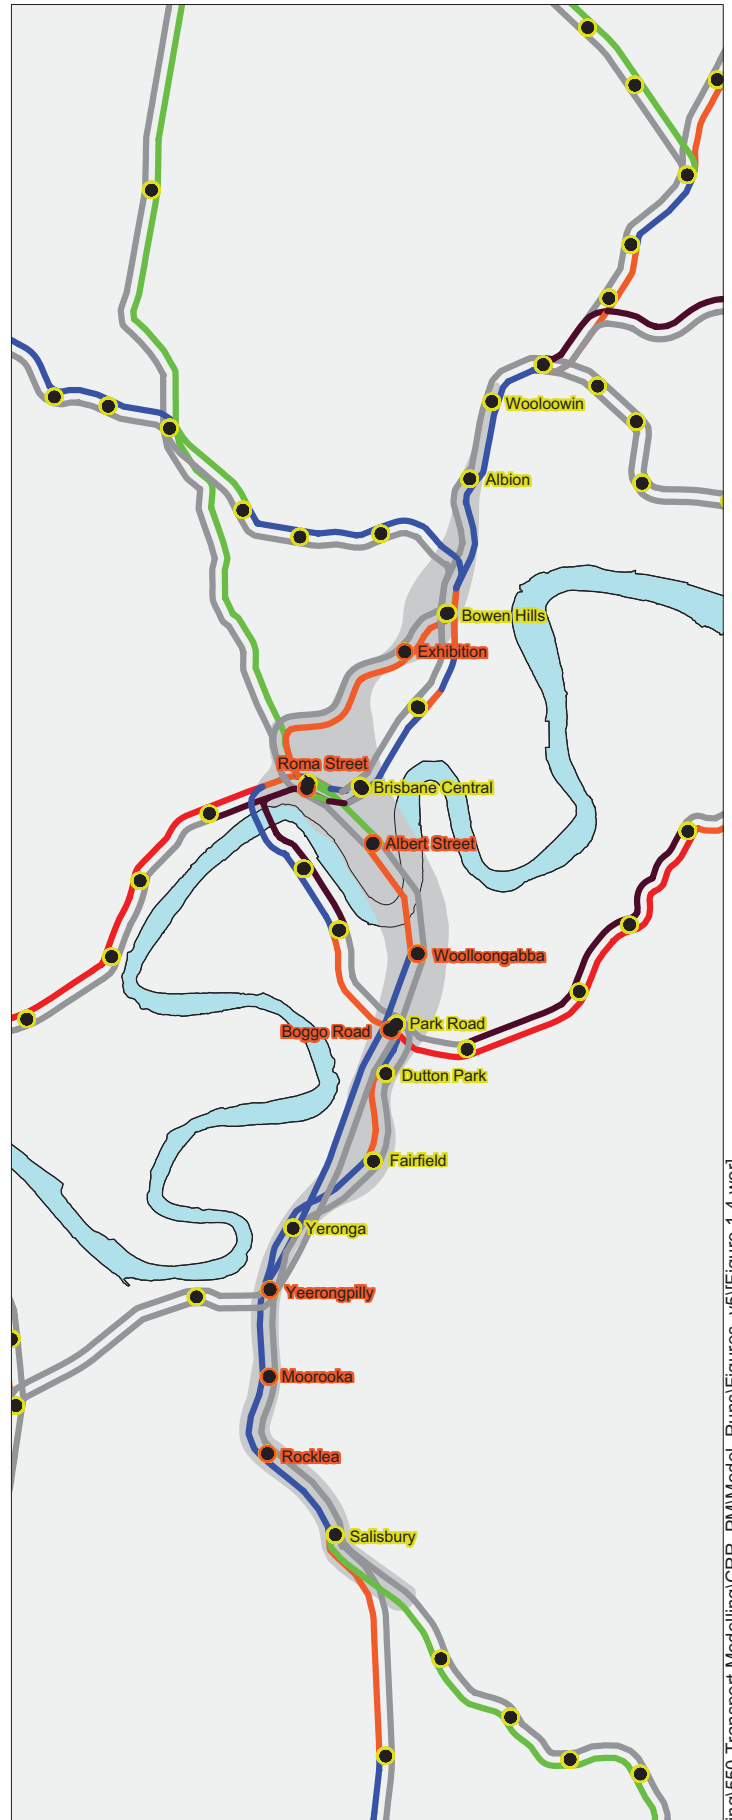 Wooloowin
Albion
Bowen Hills
Exhibition
Roma Street
Brisbane Central
Albert Street
Woolloongabba
Park Road
Boggo Road
Dutton Park
Fairfield
Yeronga
Yeerongpilly
Moorooka
Rocklea
Salisbury